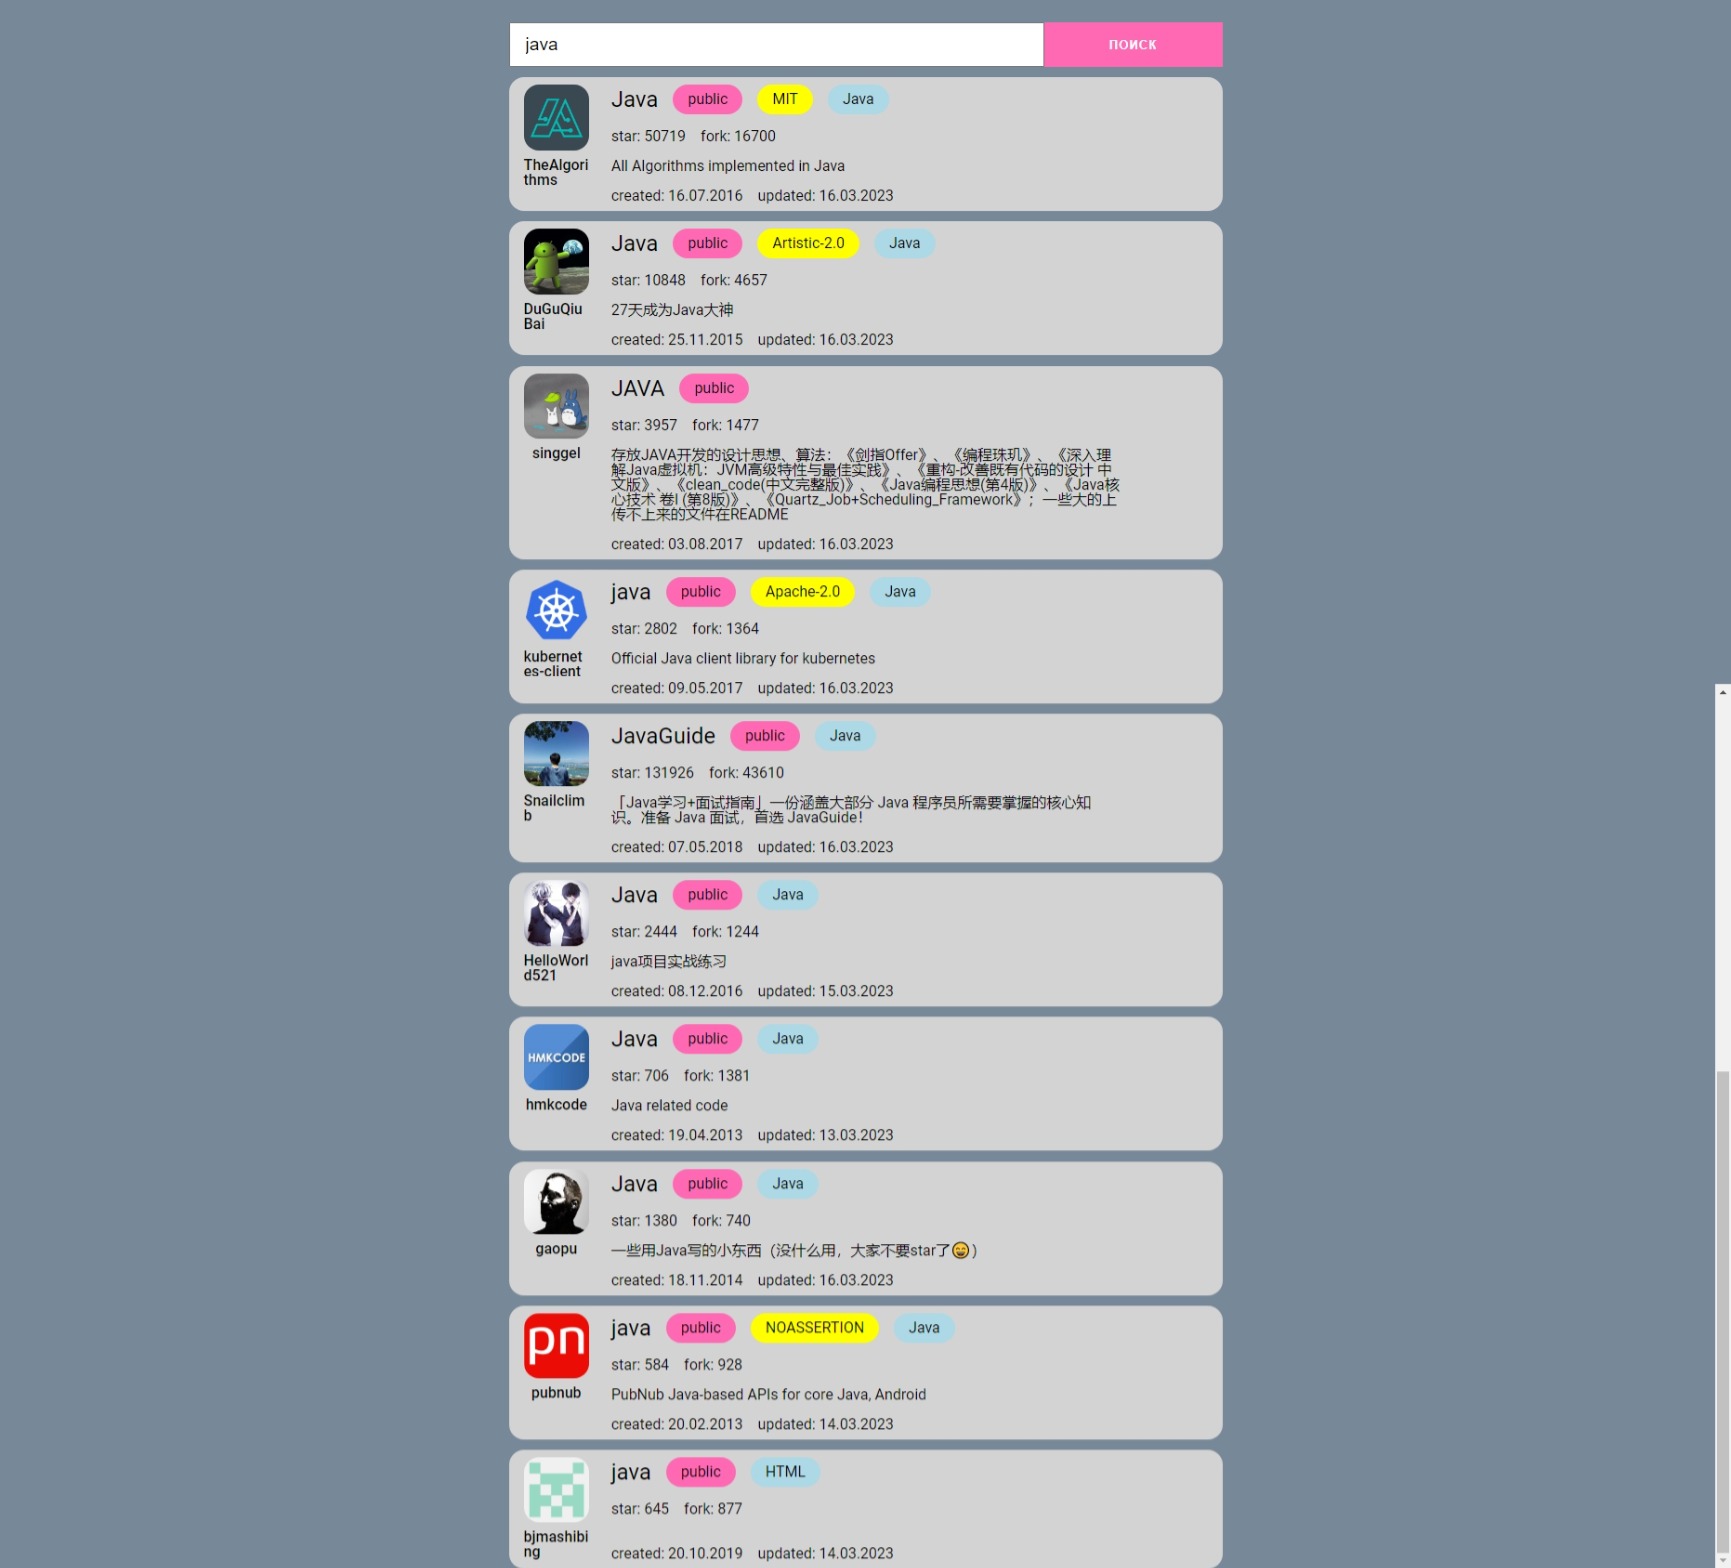 java
ПОИСК
Java public MIT Java
star: 50719 fork: 16700
TheAlgori
thms
All Algorithms implemented in Java
created: 16.07.2016 updated: 16.03.2023
Java public Artistic-2.0 Java
star: 10848 fork: 4657
DuGuQiu
Bai
27天成为Java大神
created: 25.11.2015 updated: 16.03.2023
JAVA public
star: 3957 fork: 1477
singgel
存放JAVA开发的设计思想、算法：《剑指Offer》、《编程珠玑》、《深入理
解Java虚拟机：JVM高级特性与最佳实践》、《重构-改善既有代码的设计 中
文版》、《clean_code(中文完整版)》、《Java编程思想(第4版)》、《Java核
心技术 卷I (第8版)》、《Quartz_Job+Scheduling_Framework》；一些大的上
传不上来的文件在README
created: 03.08.2017 updated: 16.03.2023
java public Apache-2.0 Java
star: 2802 fork: 1364
kubernet
es-client
Official Java client library for kubernetes
created: 09.05.2017 updated: 16.03.2023
JavaGuide public Java
star: 131926 fork: 43610
Snailclim
b
「Java学习+面试指南」一份涵盖大部分 Java 程序员所需要掌握的核心知
识。准备 Java 面试，首选 JavaGuide！
created: 07.05.2018 updated: 16.03.2023
Java public Java
star: 2444 fork: 1244
HelloWorl
d521
java项目实战练习
created: 08.12.2016 updated: 15.03.2023
Java public Java
HMKCODE
star: 706 fork: 1381
hmkcode
Java related code
created: 19.04.2013 updated: 13.03.2023
Java public Java
star: 1380 fork: 740
gaopu
一些用Java写的小东西（没什么用，大家不要star了😄）
created: 18.11.2014 updated: 16.03.2023
java public NOASSERTION Java
pn
star: 584 fork: 928
pubnub
PubNub Java-based APIs for core Java, Android
created: 20.02.2013 updated: 14.03.2023
java public HTML
star: 645 fork: 877
bjmashibi
ng
created: 20.10.2019 updated: 14.03.2023